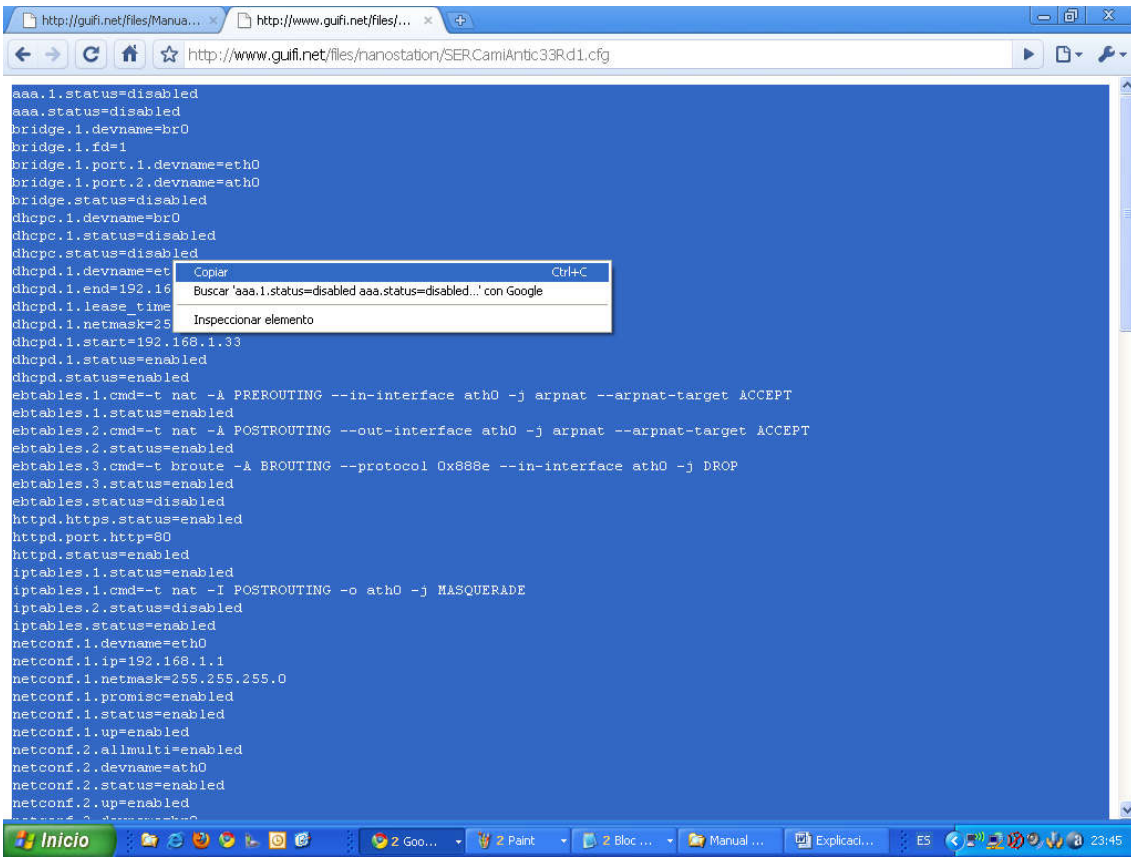 http://guifi.net/files/Manua...
http://www.guifi.net/files/...
http://www.guifi.net/files/nanostation/SERCamiAntic33Rd1.cfg
aaa.1.status=disabled
aaa.status=disabled
bridge.1.devname=br0
bridge.1.fd=1
bridge.1.port.1.devname=eth0
bridge.1.port.2.devname=ath0
bridge.status=disabled
dhcpc.1.devname=br0
dhcpc.1.status=disabled
dhcpc.status=disabled
dhcpd.1.devname=et
dhcpd.1.end=192.16
dhcpd.1.lease_time
dhcpd.1.netmask=25
Copiar Ctrl+C
Buscar 'aaa.1.status=disabled aaa.status=disabled...' con Google
Inspeccionar elemento
dhcpd.1.start=192.168.1.33
dhcpd.1.status=enabled
dhcpd.status=enabled
ebtables.1.cmd=-t nat -A PREROUTING --in-interface ath0 -j arpnat --arpnat-target ACCEPT
ebtables.1.status=enabled
ebtables.2.cmd=-t nat -A POSTROUTING --out-interface ath0 -j arpnat --arpnat-target ACCEPT
ebtables.2.status=enabled
ebtables.3.cmd=-t broute -A BROUTING --protocol 0x888e --in-interface ath0 -j DROP
ebtables.3.status=enabled
ebtables.status=disabled
httpd.https.status=enabled
httpd.port.http=80
httpd.status=enabled
iptables.1.status=enabled
iptables.1.cmd=-t nat -I POSTROUTING -o ath0 -j MASQUERADE
iptables.2.status=disabled
iptables.status=enabled
netconf.1.devname=eth0
netconf.1.ip=192.168.1.1
netconf.1.netmask=255.255.255.0
netconf.1.promisc=enabled
netconf.1.status=enabled
netconf.1.up=enabled
netconf.2.allmulti=enabled
netconf.2.devname=ath0
netconf.2.status=enabled
netconf.2.up=enabled
Inicio 2 Goo... 2 Paint 2 Bloc ... Manual ... Explicaci... ES 23:45